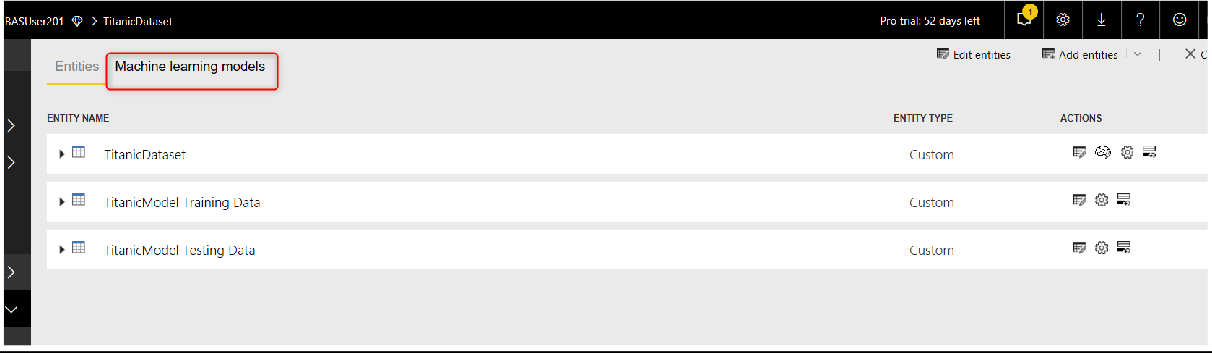 BASUser201 > TitanicDataset Pro trial: 52 days left 1 ?
Entities Machine learning models Edit entities Add entities
ENTITY NAME ENTITY TYPE ACTIONS
TitanicDataset Custom
TitanicModel Training Data Custom
TitanicModel Testing Data Custom